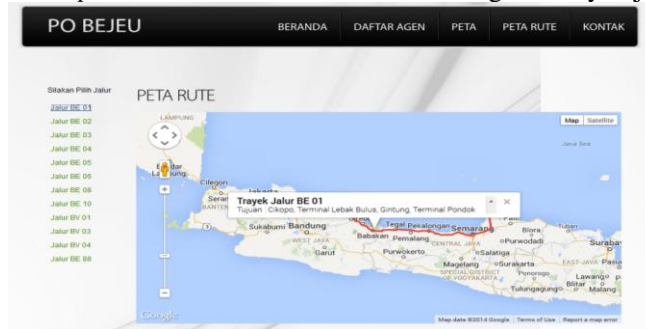 PO BEJEU
BERANDA DAFTAR AGEN PETA PETA RUTE KONTAK
Silakan Pilih Jalur
Jalur BE 01
Jalur BE 02
Jalur BE 03
Jalur BE 04
Jalur BE 05
Jalur BE 05
Jalur BE 08
Jalur BE 10
Jalur BV 01
Jalur BV 03
Jalur BV 04
Jalur BE 88
PETA RUTE
LAMPUNG
Map Satellite
Java Sea
Cilegon
Jakarta
Trayek Jalur BE 01
Tujuan : Cikopo, Terminal Lebak Bulus, Gintung, Terminal Pondok
Sukabumi Bandung Tegal Pekalongan Semarang Blora Tuban
WEST JAVA Babakan Pemalang CENTRAL JAVA Purwodadi
Garut Purwokerto Salatiga EAST JAVA
Magelang Surakarta
SPECIAL DISTRICT OF YOGYAKARTA Ponorogo Lawang
Tulungagung Blitar Malang
Google
Map data ©2014 Google Terms of Use Report a map error